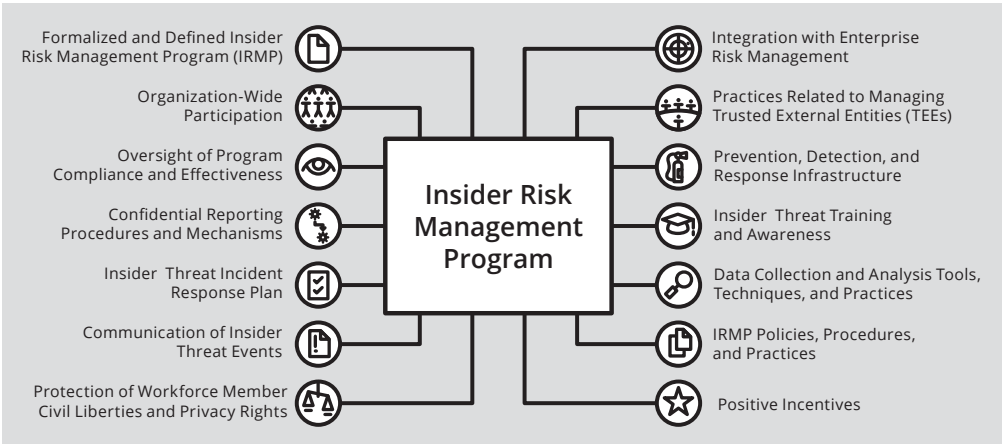 Formalized and Defined Insider
Risk Management Program (IRMP)
Organization-Wide
Participation
Oversight of Program
Compliance and Effectiveness
Confidential Reporting
Procedures and Mechanisms
Insider Threat Incident
Response Plan
Communication of Insider
Threat Events
Protection of Workforce Member
Civil Liberties and Privacy Rights
Insider Risk
Management
Program
Integration with Enterprise
Risk Management
Practices Related to Managing
Trusted External Entities (TEEs)
Prevention, Detection, and
Response Infrastructure
Insider Threat Training
and Awareness
Data Collection and Analysis Tools,
Techniques, and Practices
IRMP Policies, Procedures,
and Practices
Positive Incentives